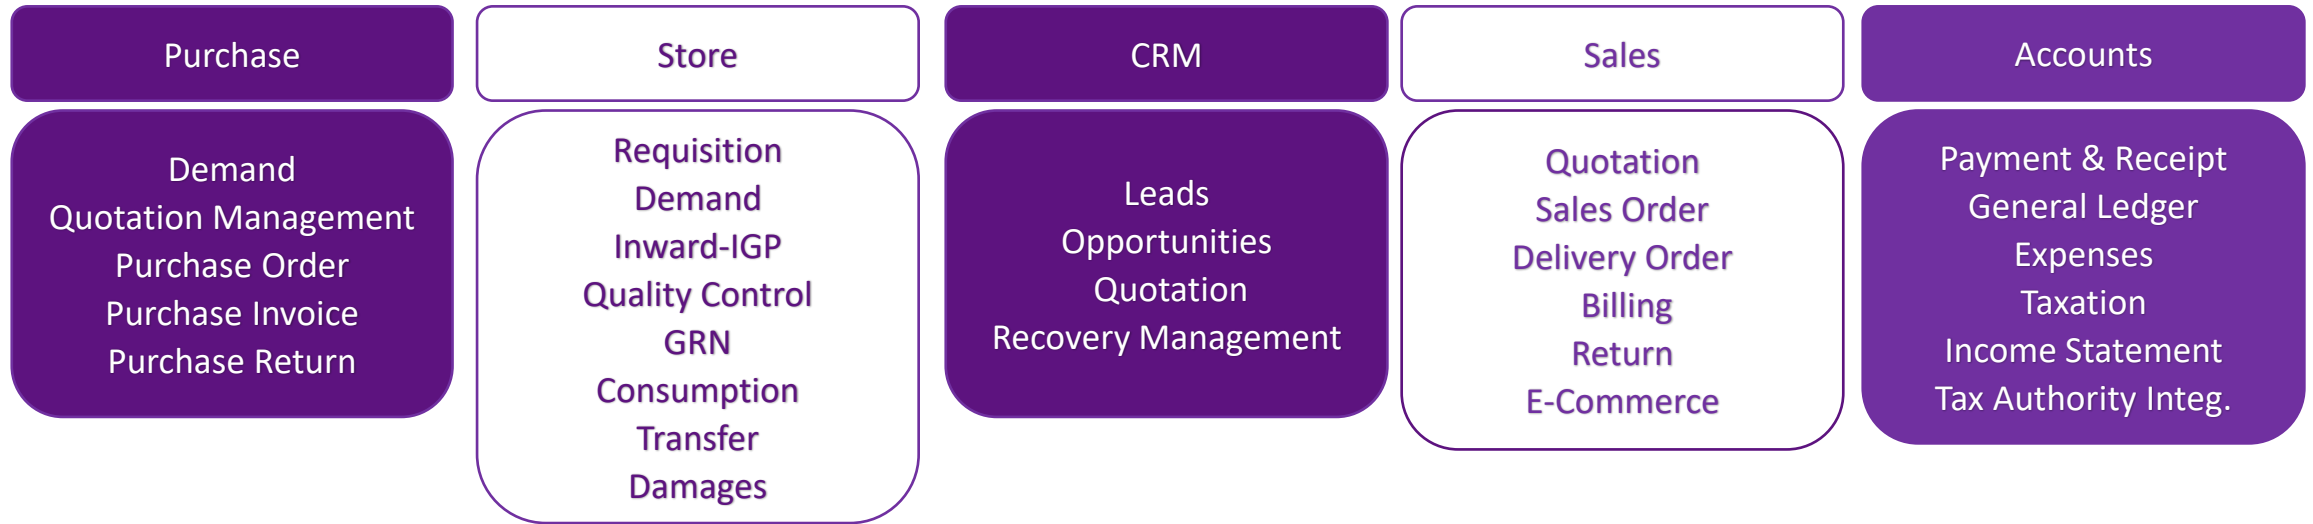 Purchase
Demand
Quotation Management
Purchase Order
Purchase Invoice
Purchase Return
Store
Requisition
Demand
Inward-IGP
Quality Control
GRN
Consumption
Transfer
Damages
CRM
Leads
Opportunities
Quotation
Recovery Management
Sales
Quotation
Sales Order
Delivery Order
Billing
Return
E-Commerce
Accounts
Payment & Receipt
General Ledger
Expenses
Taxation
Income Statement
Tax Authority Integ.